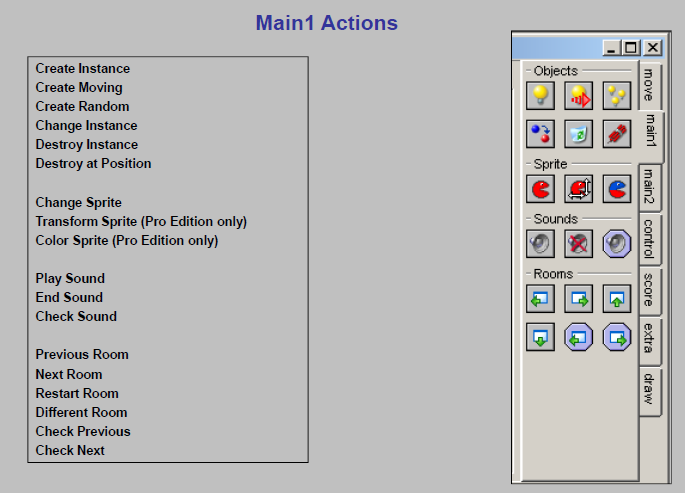 Main1 Actions
Create Instance
Create Moving
Create Random
Change Instance
Destroy Instance
Destroy at Position
Change Sprite
Transform Sprite (Pro Edition only)
Color Sprite (Pro Edition only)
Play Sound
End Sound
Check Sound
Previous Room
Next Room
Restart Room
Different Room
Check Previous
Check Next
Objects
Sprite
Sounds
Rooms
move
main1
main2
control
score
extra
draw